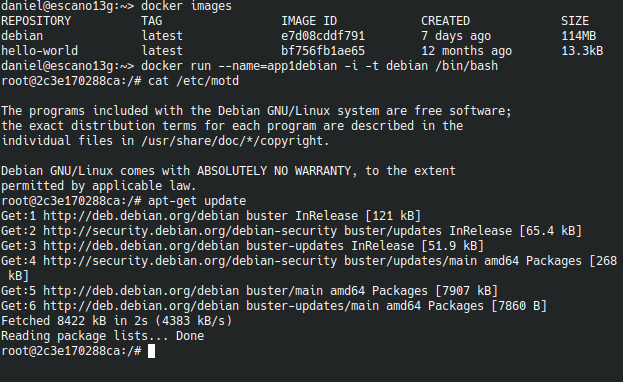 daniel@escano13g:~> docker images
REPOSITORY TAG IMAGE ID CREATED SIZE
debian latest e7d08cddf791 7 days ago 114MB
hello-world latest bf756fb1ae65 12 months ago 13.3kB
daniel@escano13g:~> docker run --name=app1debian -i -t debian /bin/bash
root@2c3e170288ca:/# cat /etc/motd

The programs included with the Debian GNU/Linux system are free software;
the exact distribution terms for each program are described in the
individual files in /usr/share/doc/*/copyright.

Debian GNU/Linux comes with ABSOLUTELY NO WARRANTY, to the extent
permitted by applicable law.
root@2c3e170288ca:/# apt-get update
Get:1 http://deb.debian.org/debian buster InRelease [121 kB]
Get:2 http://security.debian.org/debian-security buster/updates InRelease [65.4 kB]
Get:3 http://deb.debian.org/debian buster-updates InRelease [51.9 kB]
Get:4 http://security.debian.org/debian-security buster/updates/main amd64 Packages [268
 kB]
Get:5 http://deb.debian.org/debian buster/main amd64 Packages [7907 kB]
Get:6 http://deb.debian.org/debian buster-updates/main amd64 Packages [7860 B]
Fetched 8422 kB in 2s (4383 kB/s)
Reading package lists... Done
root@2c3e170288ca:/#